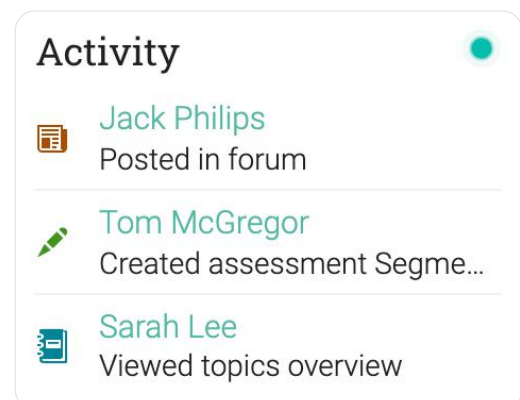 Activity
Jack Philips
Posted in forum
Tom McGregor
Created assessment Segme...
Sarah Lee
Viewed topics overview